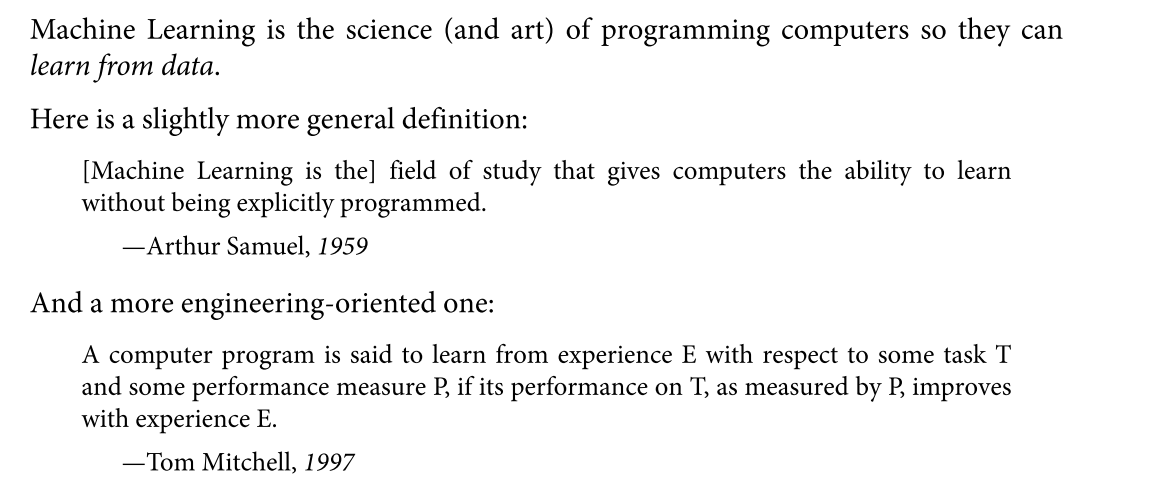 Machine Learning is the science (and art) of programming computers so they can
learn from data.
Here is a slightly more general definition:
[Machine Learning is the] field of study that gives computers the ability to learn
without being explicitly programmed.
—Arthur Samuel, 1959
And a more engineering-oriented one:
A computer program is said to learn from experience E with respect to some task T
and some performance measure P, if its performance on T, as measured by P, improves
with experience E.
—Tom Mitchell, 1997